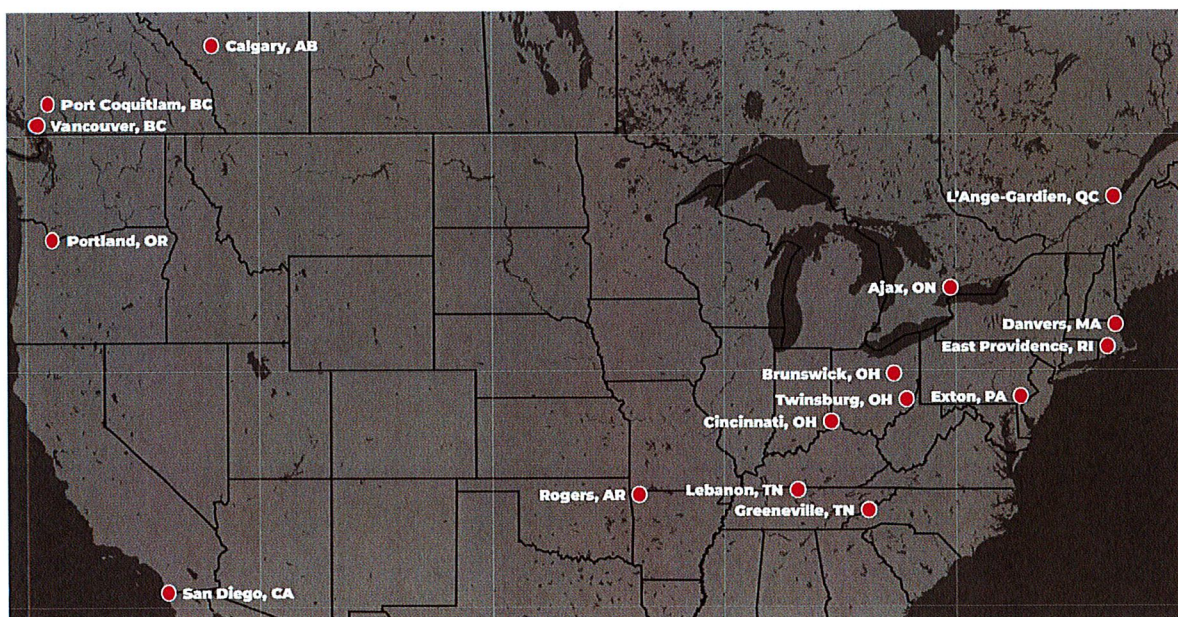 Calgary, AB
Port Coquitlam, BC
Vancouver, BC
L'Ange-Gardien, QC
Portland, OR
Ajax, ON
Danvers, MA
East Providence, RI
Brunswick, OH
Twinsburg, OH
Exton, PA
Cincinnati, OH
Rogers, AR
Lebanon, TN
Greeneville, TN
San Diego, CA